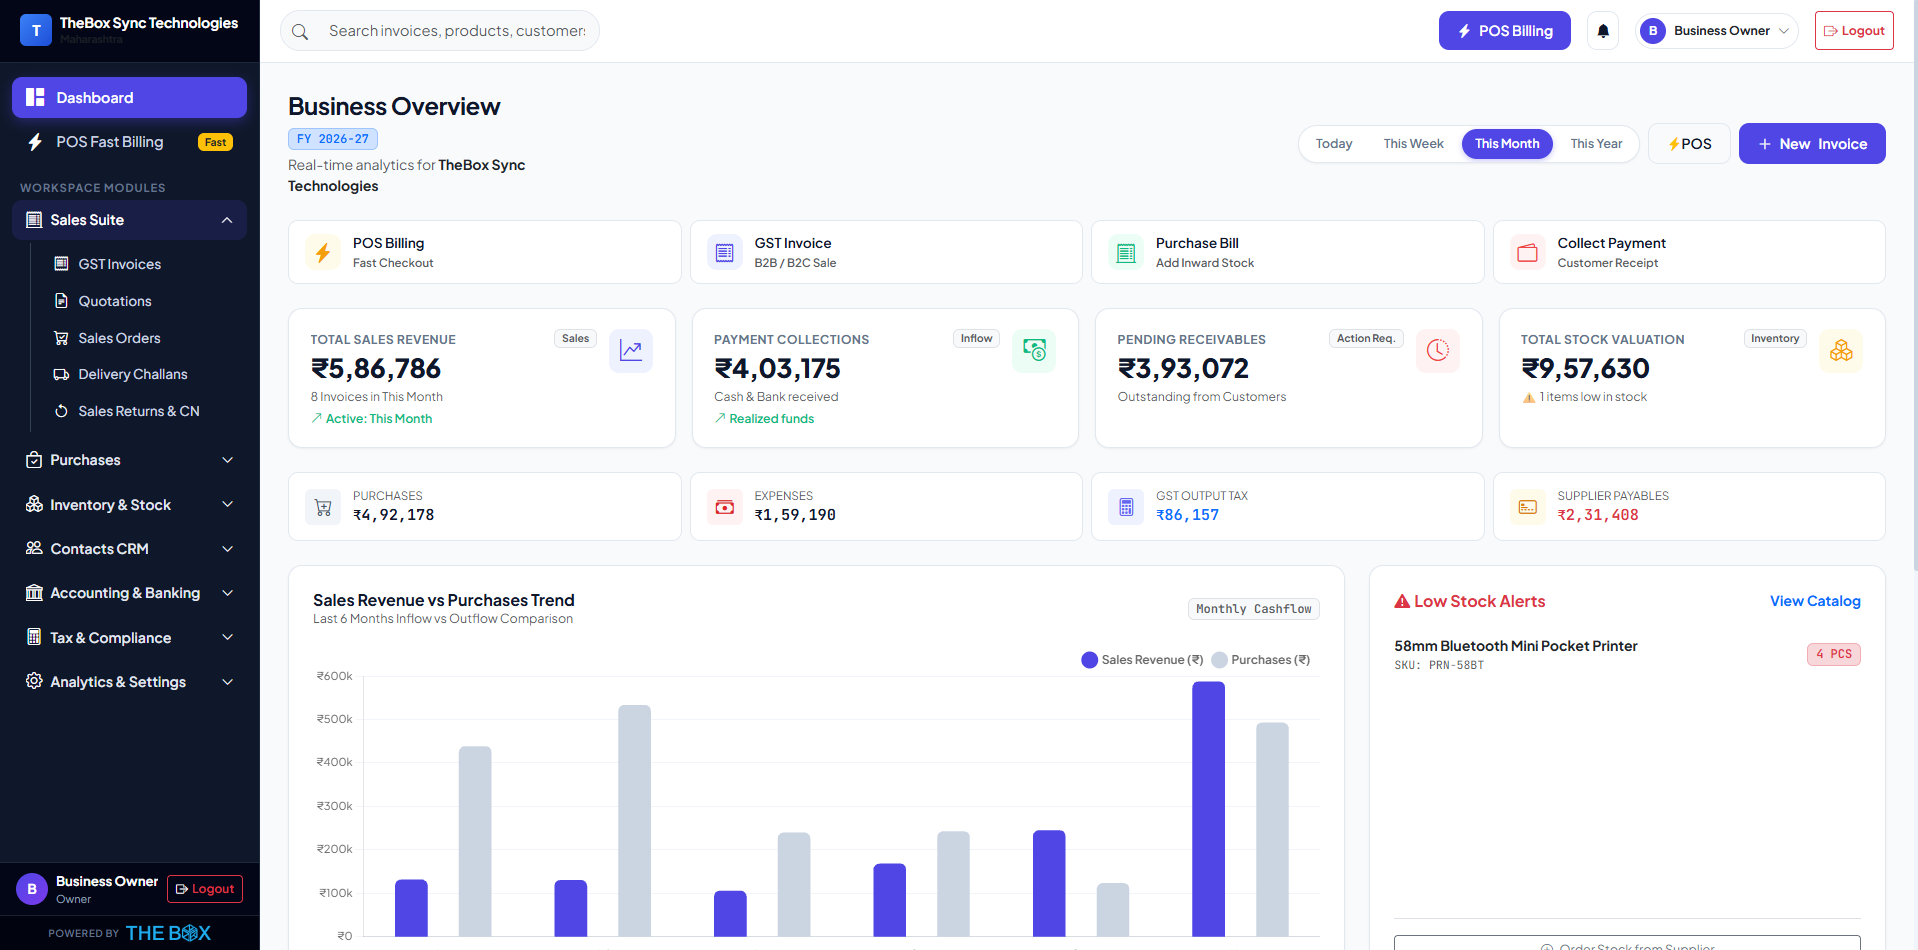 T
TheBox Sync Technologies
Maharashtra
Search invoices, products, customer
POS Billing
B
Business Owner
Logout
Dashboard
POS Fast Billing
Fast
WORKSPACE MODULES
Sales Suite
GST Invoices
Quotations
Sales Orders
Delivery Challans
Sales Returns & CN
Purchases
Inventory & Stock
Contacts CRM
Accounting & Banking
Tax & Compliance
Analytics & Settings
B
Business Owner
Owner
Logout
POWERED BY THE BOX
Business Overview
FY 2026-27
Real-time analytics for TheBox Sync
Technologies
Today
This Week
This Month
This Year
POS
New Invoice
POS Billing
Fast Checkout
GST Invoice
B2B / B2C Sale
Purchase Bill
Add Inward Stock
Collect Payment
Customer Receipt
TOTAL SALES REVENUE
Sales
₹5,86,786
8 Invoices in This Month
Active: This Month
PAYMENT COLLECTIONS
Inflow
₹4,03,175
Cash & Bank received
Realized funds
PENDING RECEIVABLES
Action Req.
₹3,93,072
Outstanding from Customers
TOTAL STOCK VALUATION
Inventory
₹9,57,630
1 items low in stock
PURCHASES
₹4,92,178
EXPENSES
₹1,59,190
GST OUTPUT TAX
₹86,157
SUPPLIER PAYABLES
₹2,31,408
Sales Revenue vs Purchases Trend
Last 6 Months Inflow vs Outflow Comparison
Monthly Cashflow
Sales Revenue (₹)
Purchases (₹)
₹600k
₹500k
₹400k
₹300k
₹200k
₹100k
₹0
Low Stock Alerts
View Catalog
58mm Bluetooth Mini Pocket Printer
SKU: PRN-58BT
4 PCS
Order Stock from Supplier